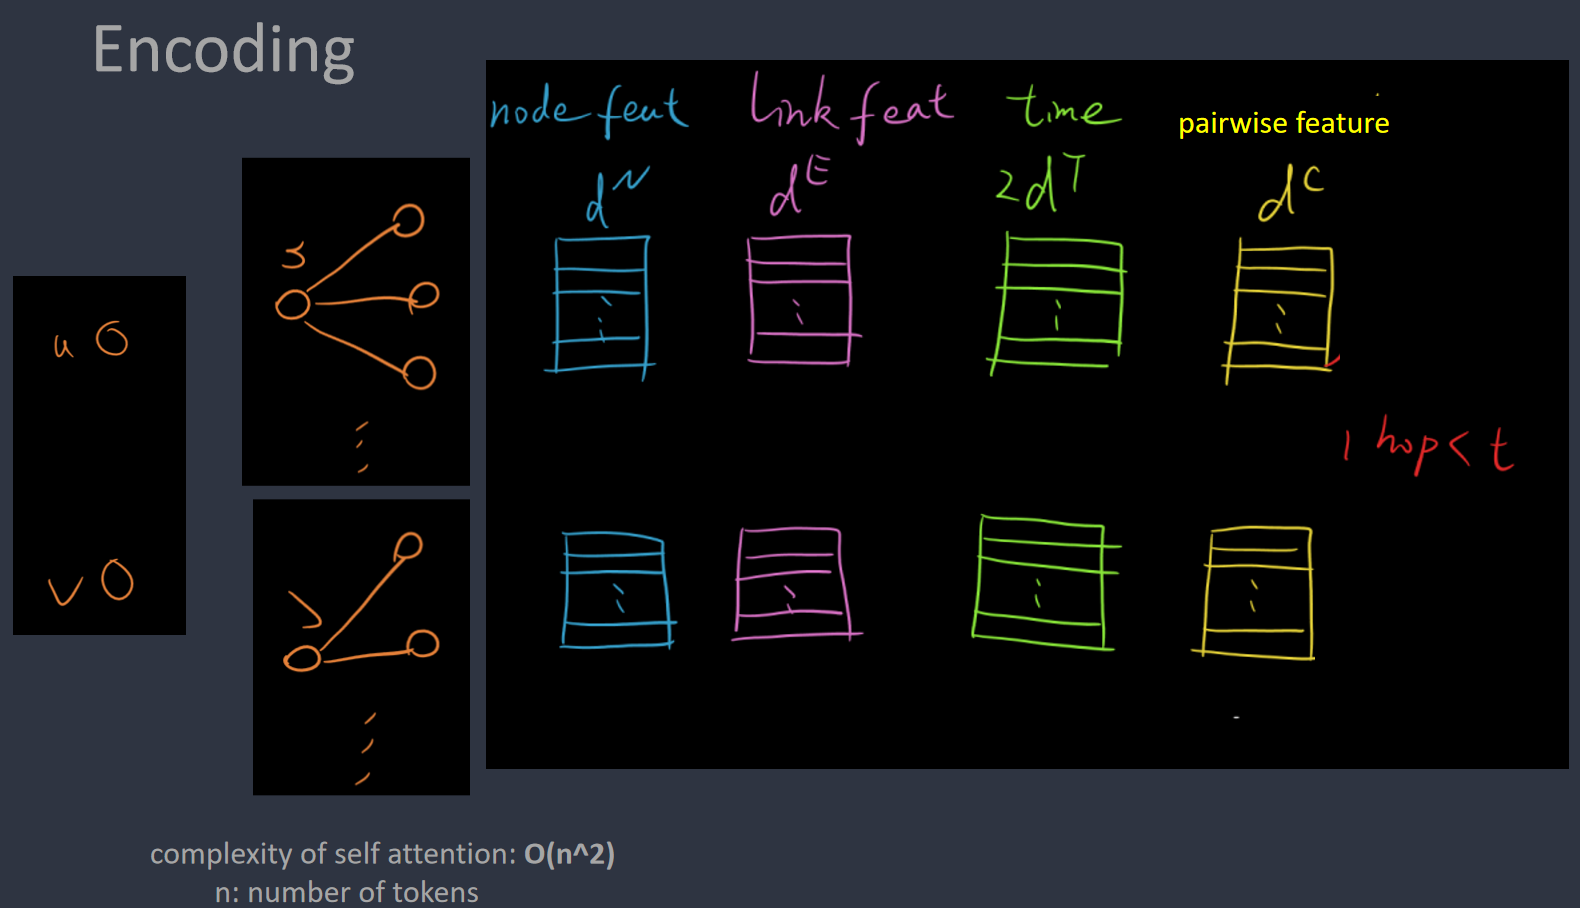 Encoding
node feat link feat time pairwise feature
d^N d^E 2d^T d^C
u
u
1 hop < t
v
v
complexity of self attention: O(n^2)
n: number of tokens